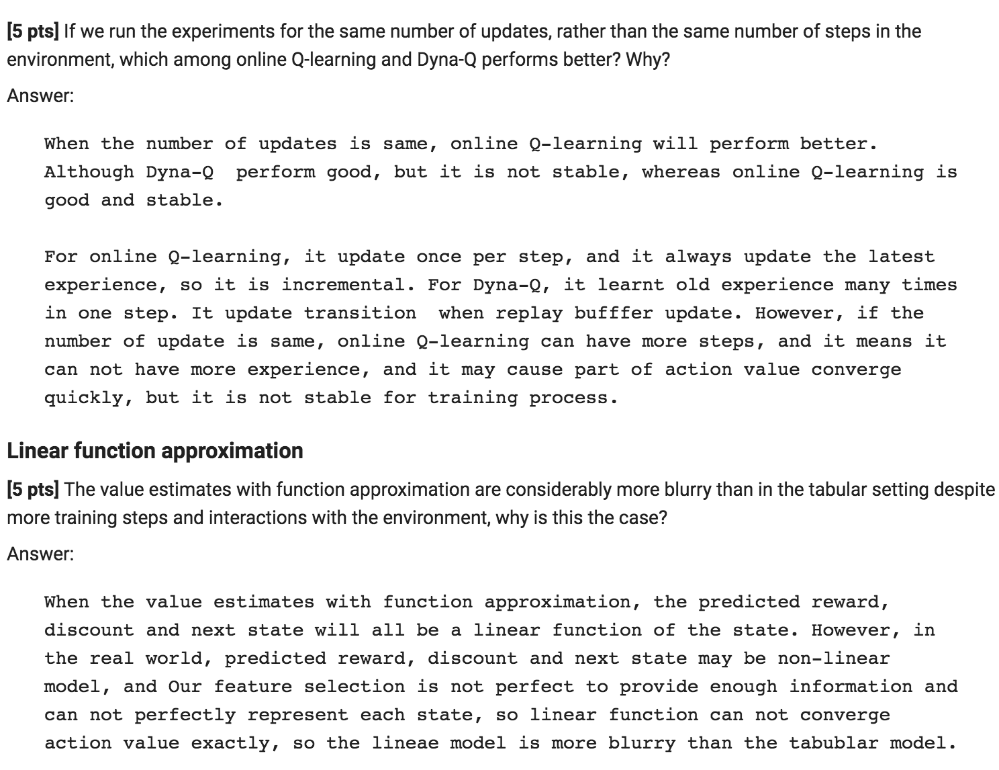 [5 pts] If we run the experiments for the same number of updates, rather than the same number of steps in the
environment, which among online Q-learning and Dyna-Q performs better? Why?
Answer:
When the number of updates is same, online Q-learning will perform better.
Although Dyna-Q  perform good, but it is not stable, whereas online Q-learning is
good and stable.
For online Q-learning, it update once per step, and it always update the latest
experience, so it is incremental. For Dyna-Q, it learnt old experience many times
in one step. It update transition  when replay bufffer update. However, if the
number of update is same, online Q-learning can have more steps, and it means it
can not have more experience, and it may cause part of action value converge
quickly, but it is not stable for training process.
Linear function approximation
[5 pts] The value estimates with function approximation are considerably more blurry than in the tabular setting despite
more training steps and interactions with the environment, why is this the case?
Answer:
When the value estimates with function approximation, the predicted reward,
discount and next state will all be a linear function of the state. However, in
the real world, predicted reward, discount and next state may be non-linear
model, and Our feature selection is not perfect to provide enough information and
can not perfectly represent each state, so linear function can not converge
action value exactly, so the lineae model is more blurry than the tabublar model.